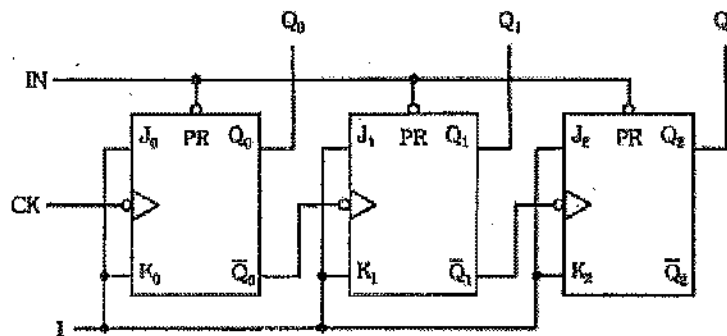 Q₀ Q₁ Q
IN
J₀ PR Q₀ J₁ PR Q₁ J₂ PR Q₂
CK
K₀ Q̅₀ K₁ Q̅₁ K₂ Q̅₂
1